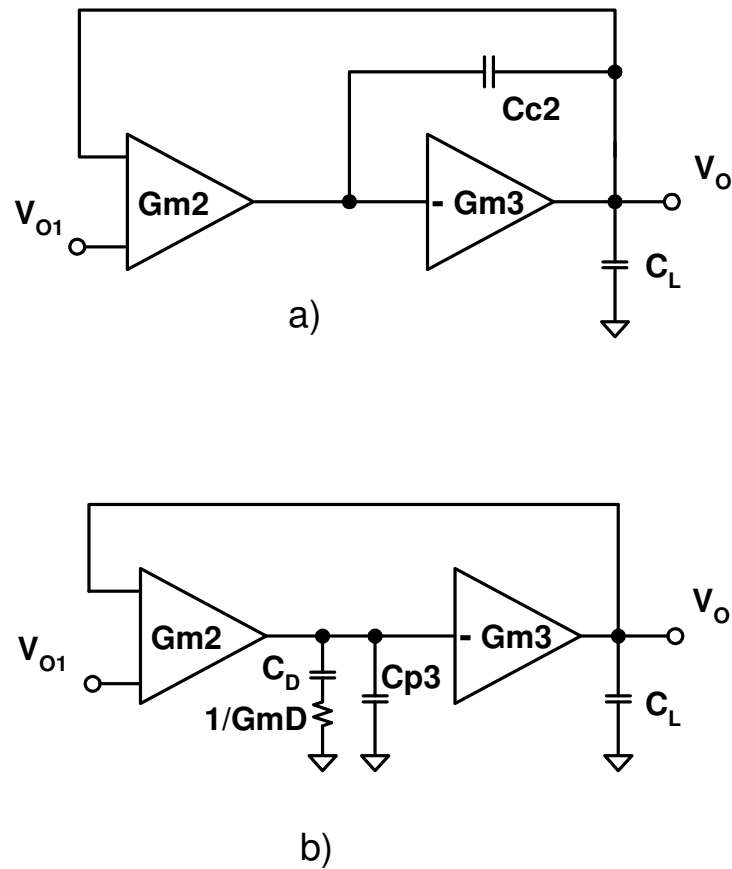 Cc2
V_O
V_O1
Gm2
- Gm3
C_L
a)
V_O
V_O1
Gm2
- Gm3
C_D
Cp3
1/GmD
C_L
b)